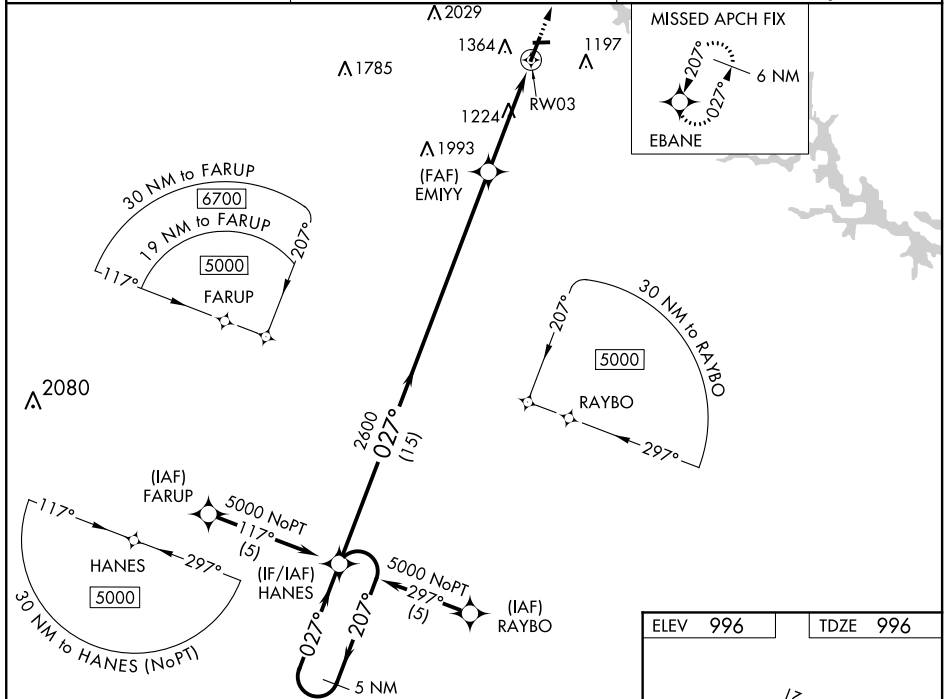 2029
1364
1197
1785
RW03
1224
1993
(FAF)
EMIYY
MISSED APCH FIX
207°
027°
6 NM
EBANE
30 NM to FARUP
6700
19 NM to FARUP
207°
5000
117°
FARUP
30 NM to RAYBO
207°
5000
RAYBO
297°
2080
2600
027°
(15)
(IAF)
FARUP
5000 NoPT
117°
(5)
117°
HANES
297°
5000
30 NM to HANES (NoPT)
(IF/IAF)
HANES
5000 NoPT
297°
(5)
(IAF)
RAYBO
027°
207°
5 NM
ELEV 996
TDZE 996